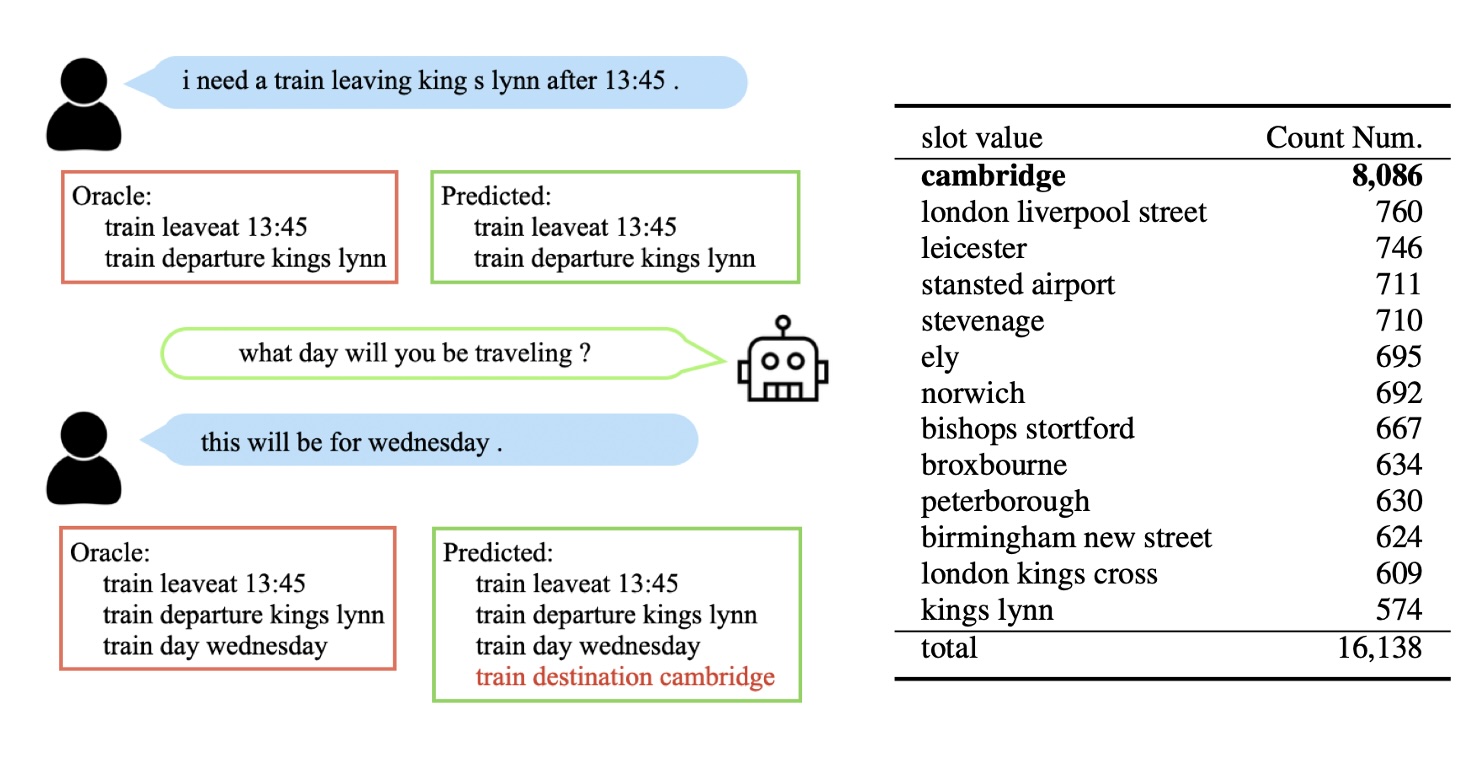 i need a train leaving king s lynn after 13:45 .
Oracle:
train leaveat 13:45
train departure kings lynn
Predicted:
train leaveat 13:45
train departure kings lynn
what day will you be traveling ?
this will be for wednesday .
Oracle:
train leaveat 13:45
train departure kings lynn
train day wednesday
Predicted:
train leaveat 13:45
train departure kings lynn
train day wednesday
train destination cambridge
slot value Count Num.
cambridge 8,086
london liverpool street 760
leicester 746
stansted airport 711
stevenage 710
ely 695
norwich 692
bishops stortford 667
broxbourne 634
peterborough 630
birmingham new street 624
london kings cross 609
kings lynn 574
total 16,138